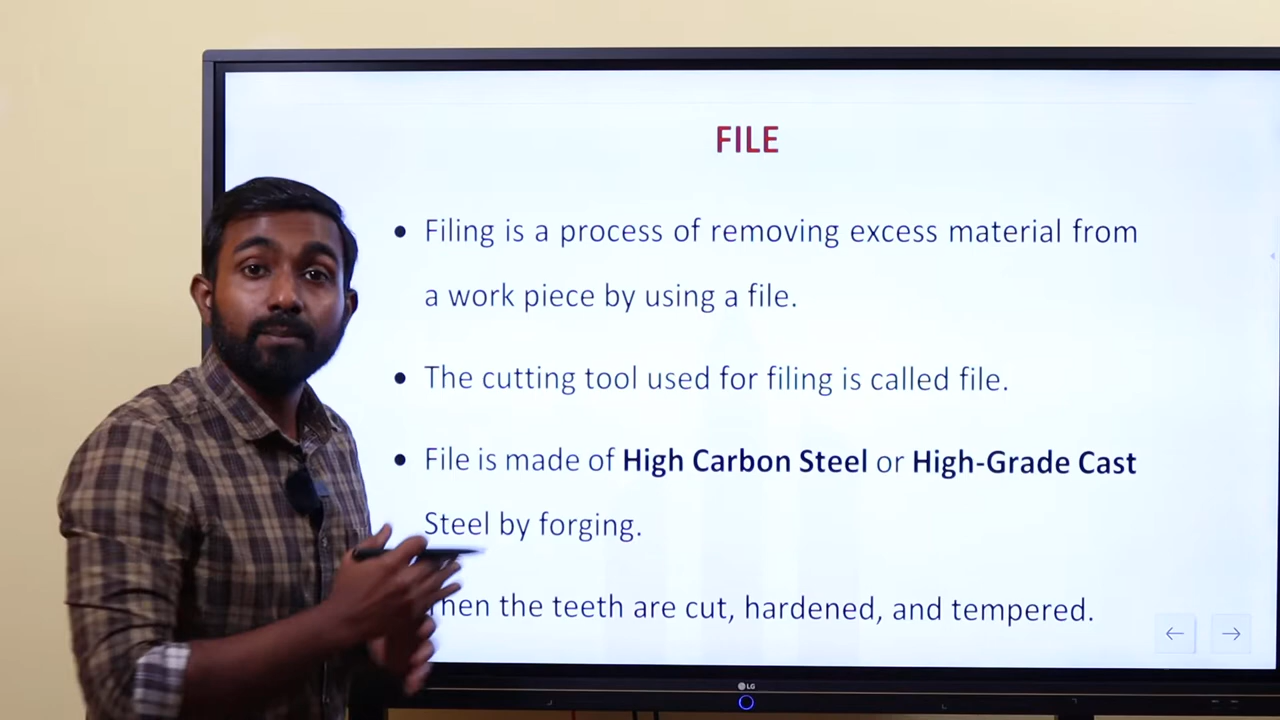 FILE
• Filing is a process of removing excess material from
a work piece by using a file.
• The cutting tool used for filing is called file.
• File is made of High Carbon Steel or High-Grade Cast
Steel by forging.
the teeth are cut, hardened, and tempered.
LG